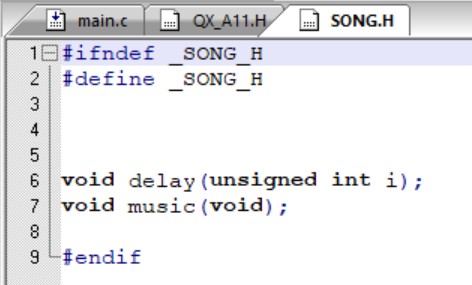 main.c QX_A11.H SONG.H
1 #ifndef _SONG_H
2 #define _SONG_H
3
4
5
6 void delay(unsigned int i);
7 void music(void);
8
9 #endif